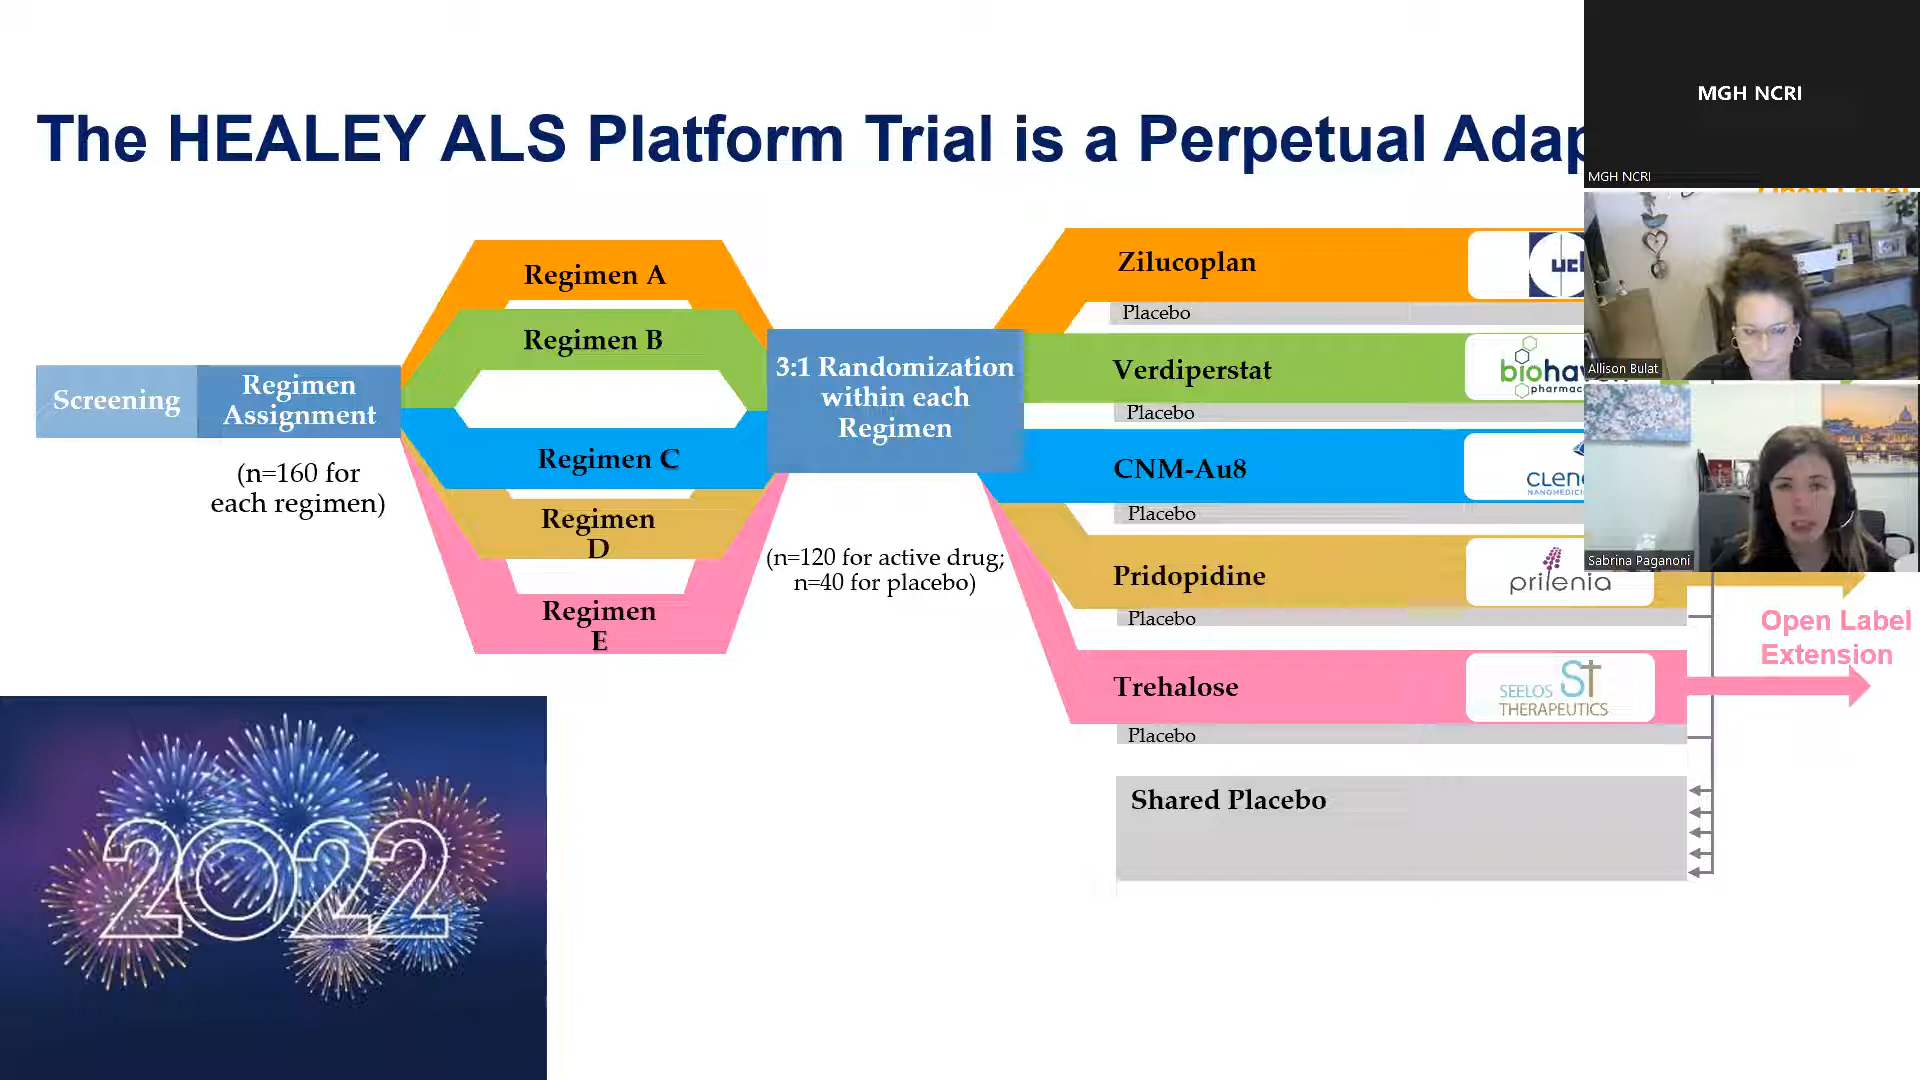 The HEALEY ALS Platform Trial is a Perpetual Adap
MGH NCRI
MGH NCRI
Allison Bulat
Sabrina Paganoni
Screening
Regimen
Assignment
(n=160 for
each regimen)
Regimen A
Regimen B
Regimen C
Regimen
D
Regimen
E
3:1 Randomization
within each
Regimen
(n=120 for active drug;
n=40 for placebo)
Zilucoplan
Placebo
Verdiperstat
Placebo
CNM-Au8
Placebo
Pridopidine
prilenia
Placebo
Trehalose
SEELOS St
THERAPEUTICS
Placebo
Shared Placebo
Open Label
Extension
2022